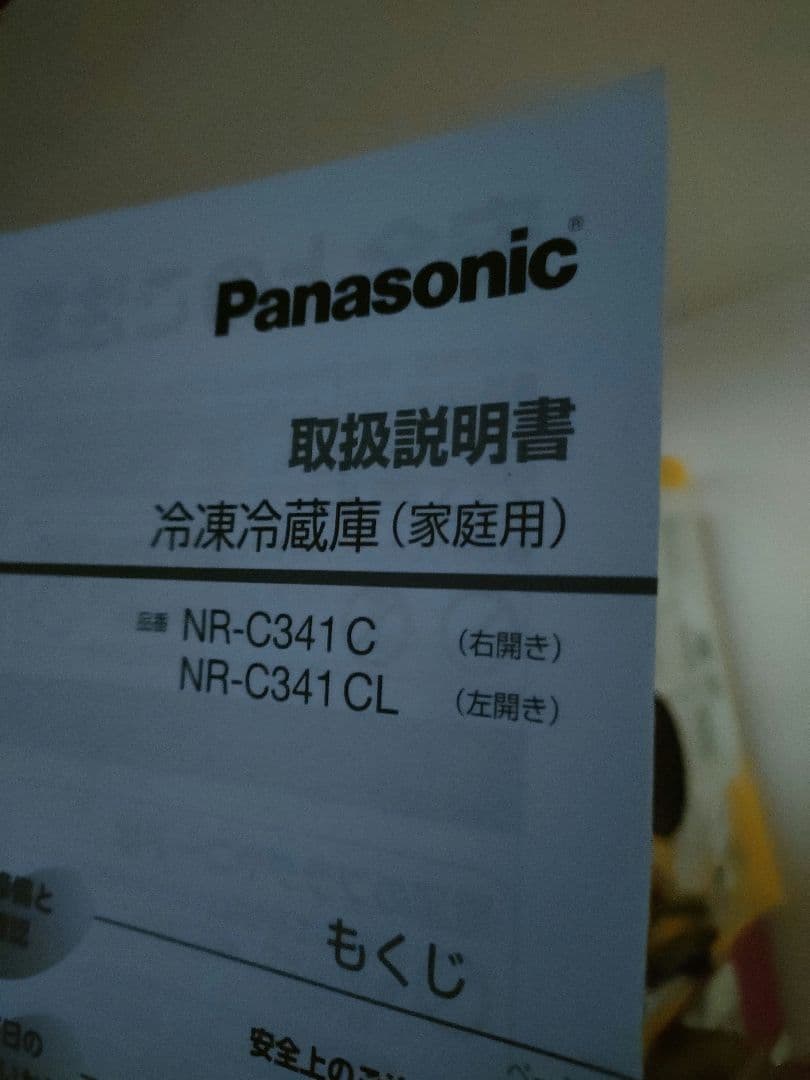 Panasonic®
取扱説明書
冷凍冷蔵庫(家庭用)
品番 NR-C341C (右開き)
NR-C341CL (左開き)
もくじ
安全上のご